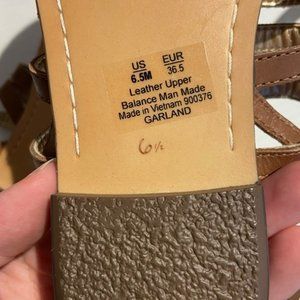 US EUR
6.5M 36.5
Leather Upper
Balance Man Made
Made in Vietnam 900376
GARLAND
6½